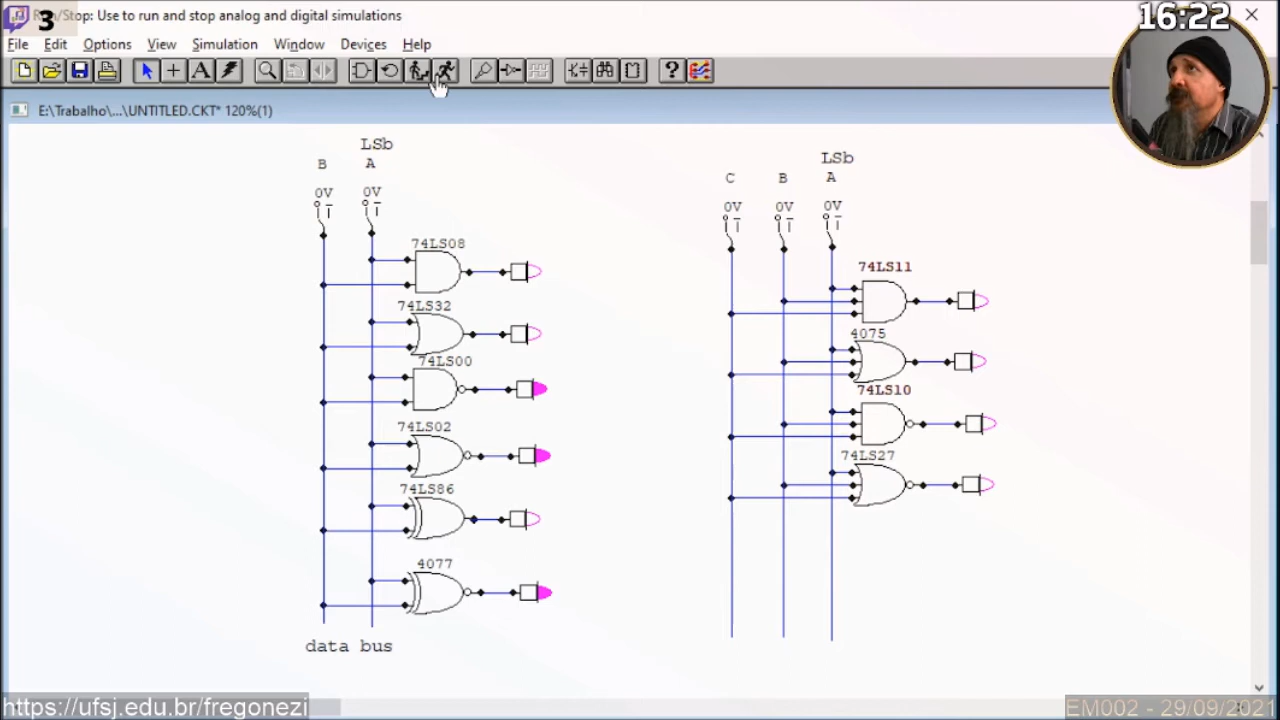 3
Run/Stop: Use to run and stop analog and digital simulations
16:22
File Edit Options View Simulation Window Devices Help
A
?
E:\Trabalho\...\UNTITLED.CKT* 120%(1)
LSb
B A
0V 0V
74LS08
74LS32
74LS00
74LS02
74LS86
4077
data bus
LSb
C B A
0V 0V 0V
74LS11
4075
74LS10
74LS27
https://ufsj.edu.br/fregonezi
EM002 - 29/09/2021